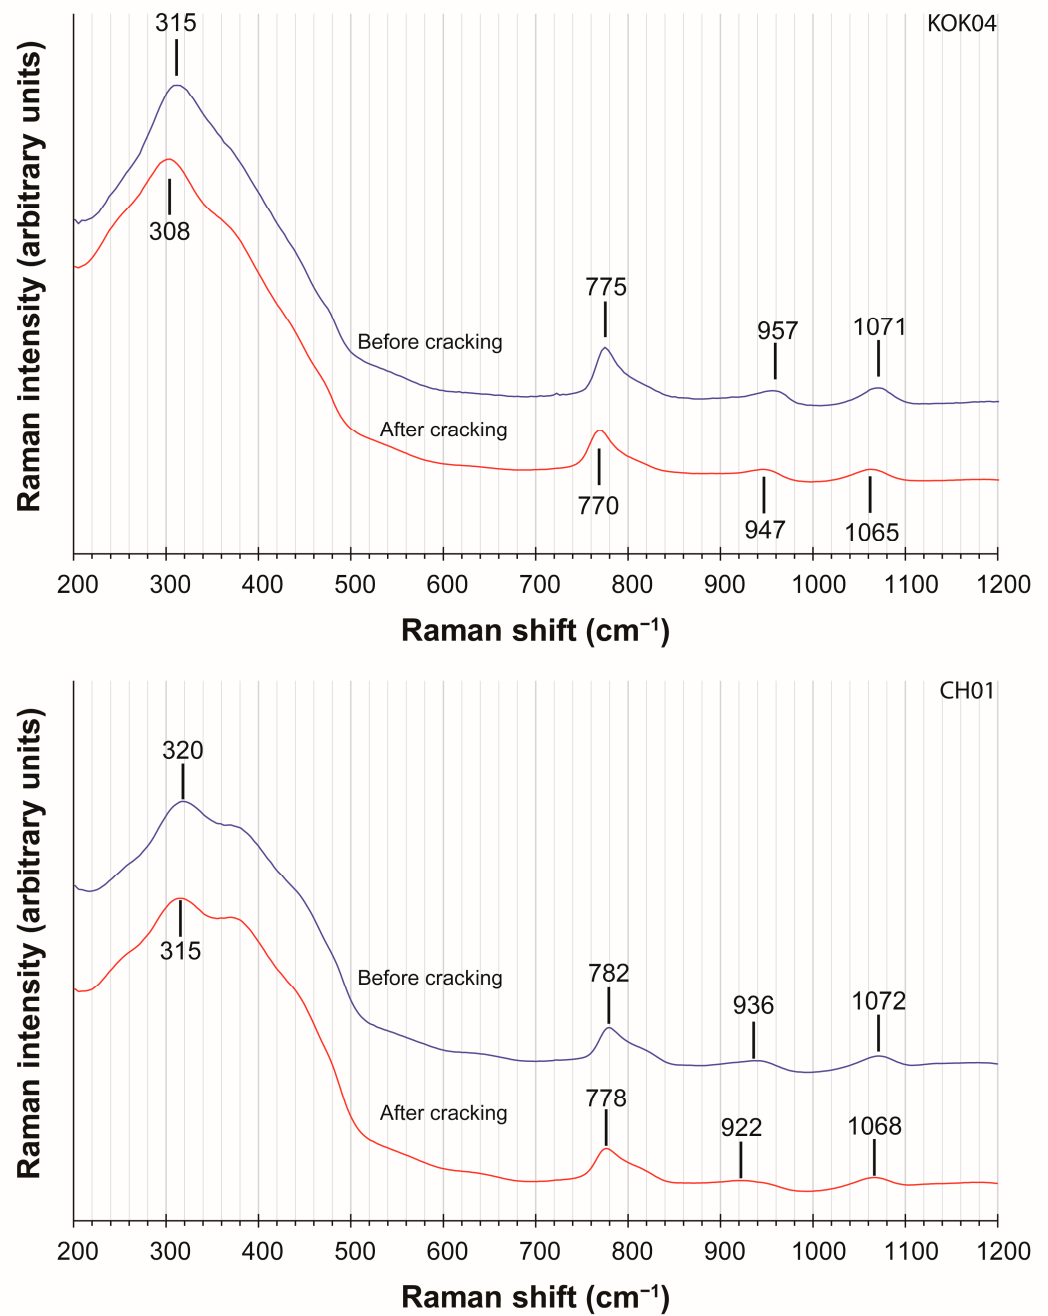 KOK04
315
308
775
957
1071
Before cracking
After cracking
770
947
1065
Raman intensity (arbitrary units)
200 300 400 500 600 700 800 900 1000 1100 1200
Raman shift (cm⁻¹)
CH01
320
315
Before cracking
782
936
1072
After cracking
778
922
1068
Raman intensity (arbitrary units)
200 300 400 500 600 700 800 900 1000 1100 1200
Raman shift (cm⁻¹)